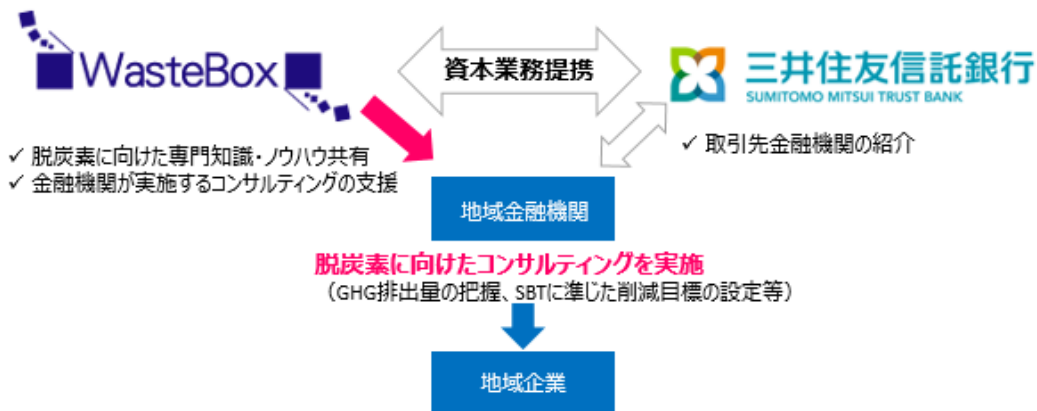 WasteBox
資本業務提携
三井住友信託銀行
SUMITOMO MITSUI TRUST BANK
✓ 脱炭素に向けた専門知識・ノウハウ共有
✓ 金融機関が実施するコンサルティングの支援
✓ 取引先金融機関の紹介
地域金融機関
脱炭素に向けたコンサルティングを実施
（GHG排出量の把握、SBTに準じた削減目標の設定等）
地域企業